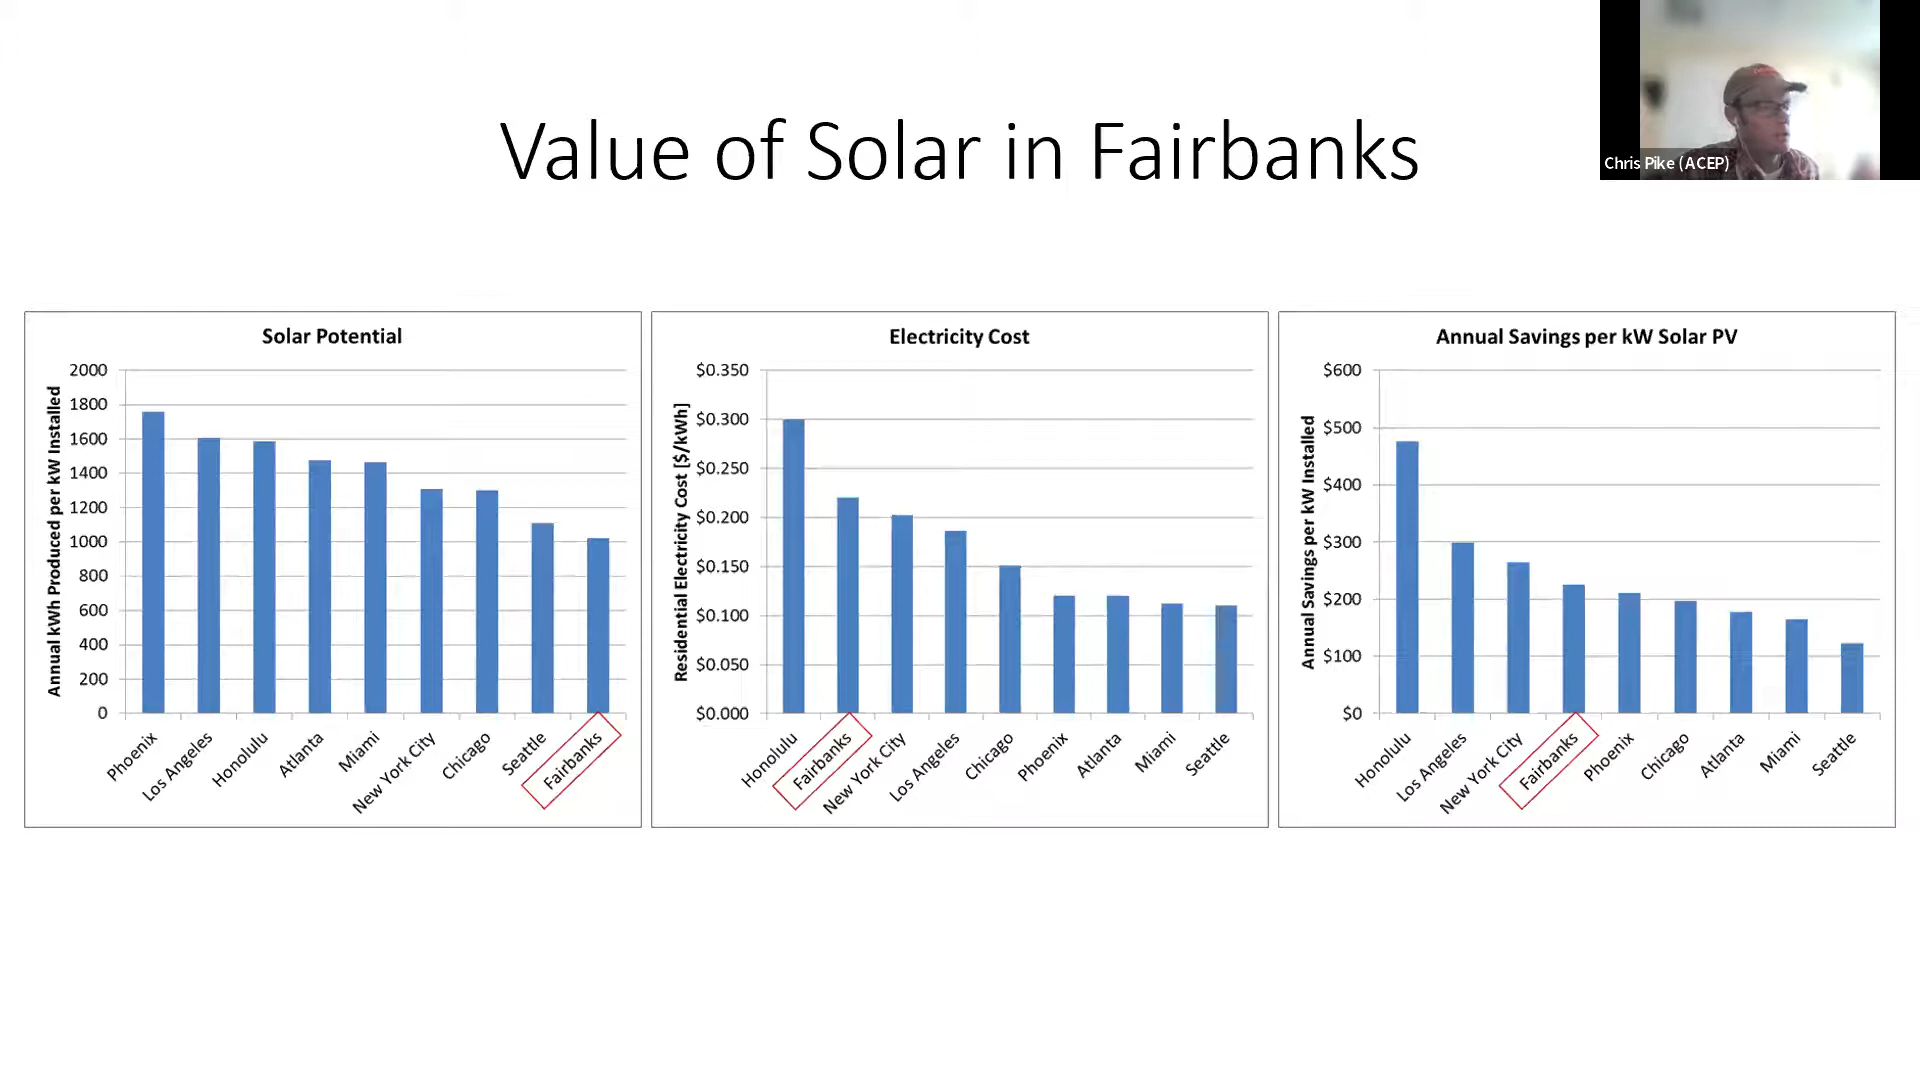 Value of Solar in Fairbanks
Chris Pike (ACEP)
Solar Potential
Annual kWh Produced per kW Installed
2000
1800
1600
1400
1200
1000
800
600
400
200
0
Phoenix
Los Angeles
Honolulu
Atlanta
Miami
New York City
Chicago
Seattle
Fairbanks
Electricity Cost
Residential Electricity Cost [$/kWh]
$0.350
$0.300
$0.250
$0.200
$0.150
$0.100
$0.050
$0.000
Honolulu
Fairbanks
New York City
Los Angeles
Chicago
Phoenix
Atlanta
Miami
Seattle
Annual Savings per kW Solar PV
Annual Savings per kW Installed
$600
$500
$400
$300
$200
$100
$0
Honolulu
Los Angeles
New York City
Fairbanks
Phoenix
Chicago
Atlanta
Miami
Seattle